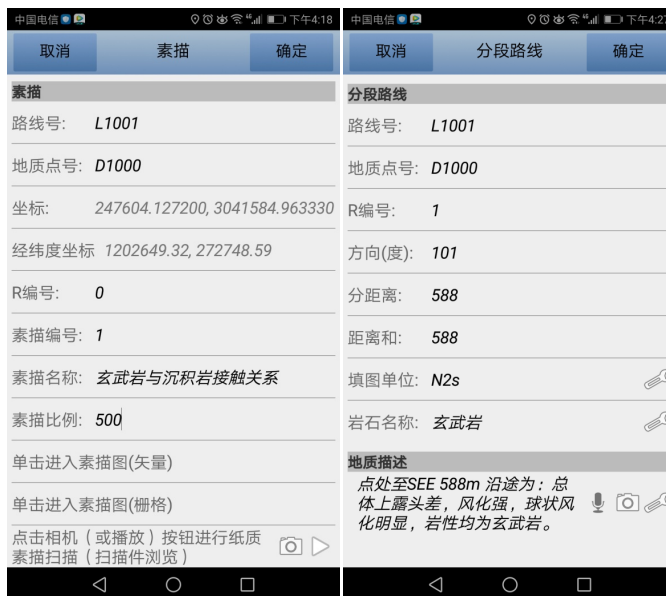 中国电信 下午4:18
取消 素描 确定
素描
路线号: L1001
地质点号: D1000
坐标: 247604.127200, 3041584.963330
经纬度坐标 1202649.32, 272748.59
R编号: 0
素描编号: 1
素描名称: 玄武岩与沉积岩接触关系
素描比例: 500
单击进入素描图(矢量)
单击进入素描图(栅格)
点击相机（或播放）按钮进行纸质
素描扫描（扫描件浏览）
中国电信 下午4:27
取消 分段路线 确定
分段路线
路线号: L1001
地质点号: D1000
R编号: 1
方向(度): 101
分距离: 588
距离和: 588
填图单位: N2s
岩石名称: 玄武岩
地质描述
点处至SEE 588m 沿途为：总
体上露头差，风化强，球状风
化明显，岩性均为玄武岩。